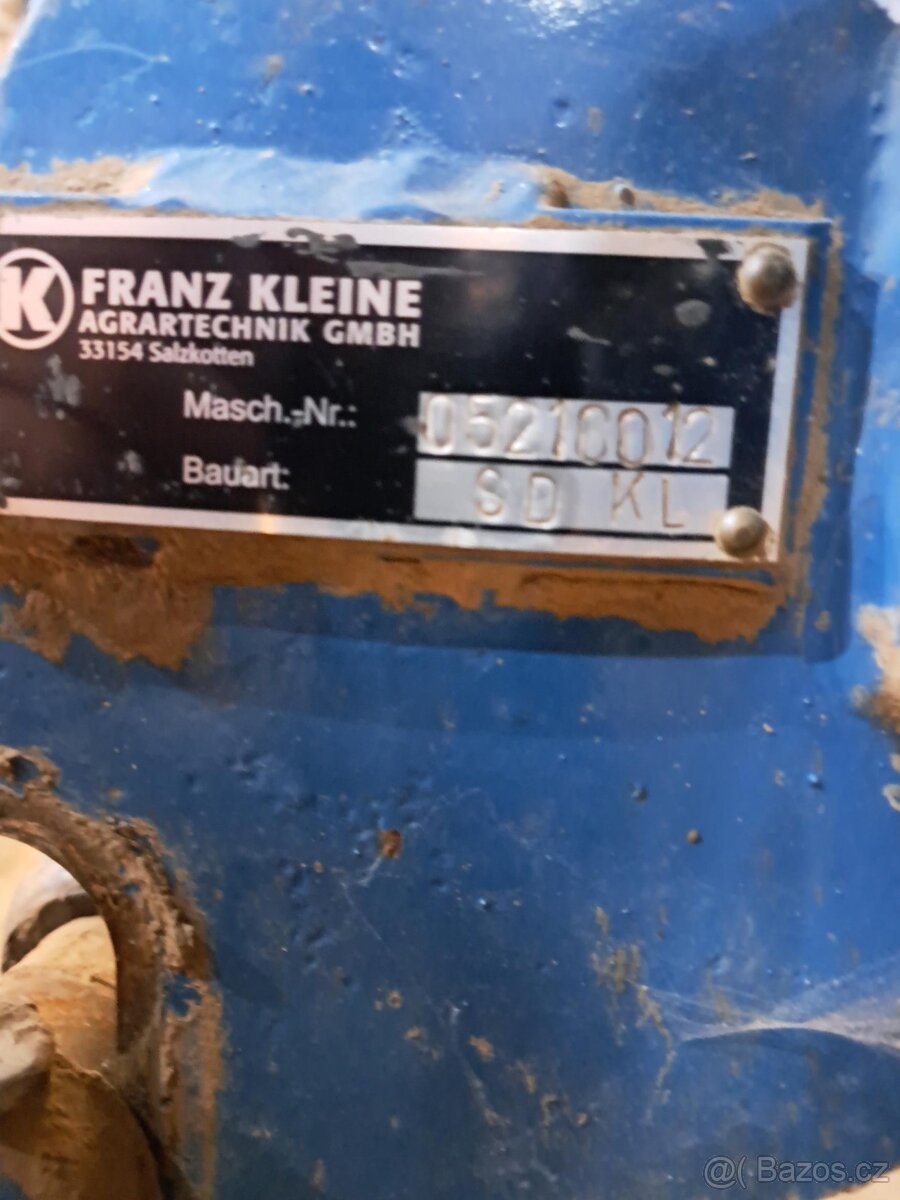 K FRANZ KLEINE
AGRARTECHNIK GMBH
33154 Salzkotten
Masch.-Nr.: 05210012
Bauart: SD KL
@( Bazos.cz